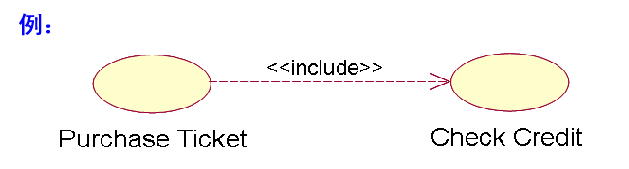 例：
<<include>>
Purchase Ticket
Check Credit